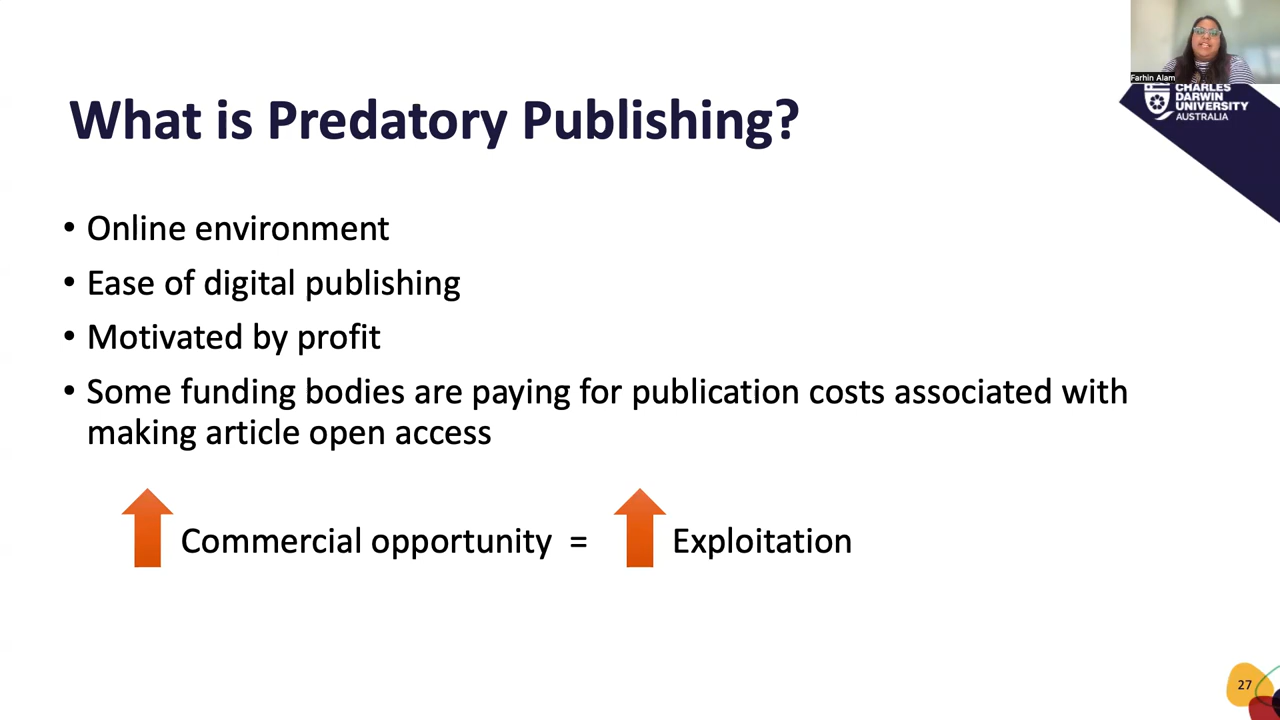 Farhin Alam
CHARLES
DARWIN
UNIVERSITY
AUSTRALIA
What is Predatory Publishing?
• Online environment
• Ease of digital publishing
• Motivated by profit
• Some funding bodies are paying for publication costs associated with
making article open access
Commercial opportunity = Exploitation
27